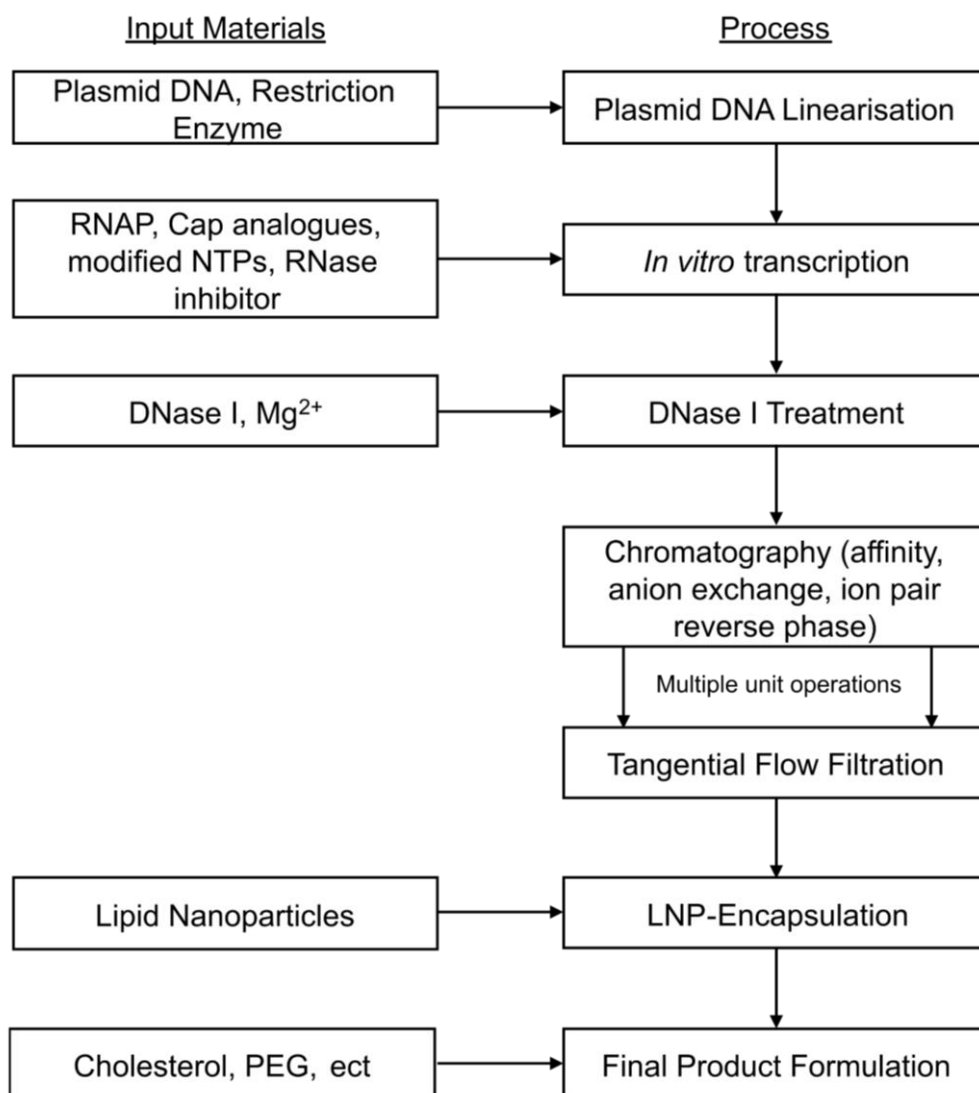 Input Materials
Process
Plasmid DNA, Restriction
Enzyme
Plasmid DNA Linearisation
RNAP, Cap analogues,
modified NTPs, RNase
inhibitor
In vitro transcription
DNase I, Mg²⁺
DNase I Treatment
Chromatography (affinity,
anion exchange, ion pair
reverse phase)
Multiple unit operations
Tangential Flow Filtration
Lipid Nanoparticles
LNP-Encapsulation
Cholesterol, PEG, ect
Final Product Formulation